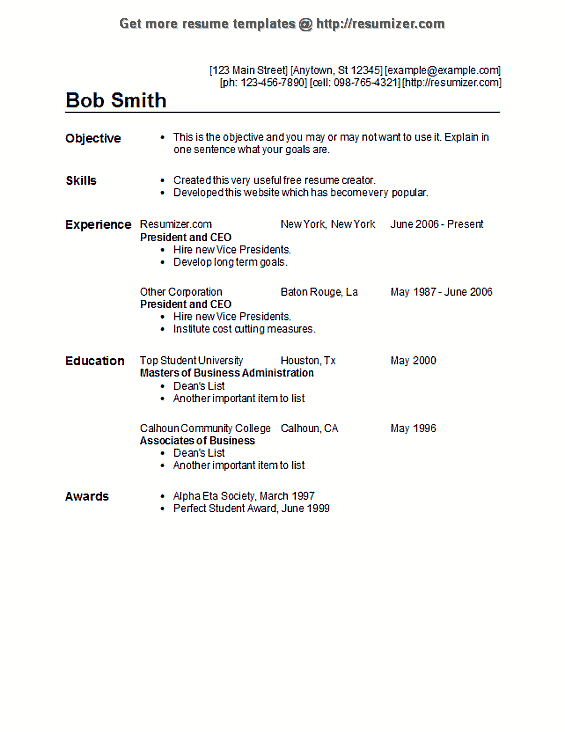 Get more resume templates @ http://resumizer.com
[123 Main Street] [Anytown, St 12345] [example@example.com]
[ph: 123-456-7890] [cell: 098-765-4321] [http://resumizer.com]
Bob Smith
Objective • This is the objective and you may or may not want to use it. Explain in
one sentence what your goals are.
Skills • Created this very useful free resume creator.
• Developed this website which has become very popular.
Experience Resumizer.com New York, New York June 2006 - Present
President and CEO
• Hire new Vice Presidents.
• Develop long term goals.
Other Corporation Baton Rouge, La May 1987 - June 2006
President and CEO
• Hire new Vice Presidents.
• Institute cost cutting measures.
Education Top Student University Houston, Tx May 2000
Masters of Business Administration
• Dean's List
• Another important item to list
Calhoun Community College Calhoun, CA May 1996
Associates of Business
• Dean's List
• Another important item to list
Awards • Alpha Eta Society, March 1997
• Perfect Student Award, June 1999